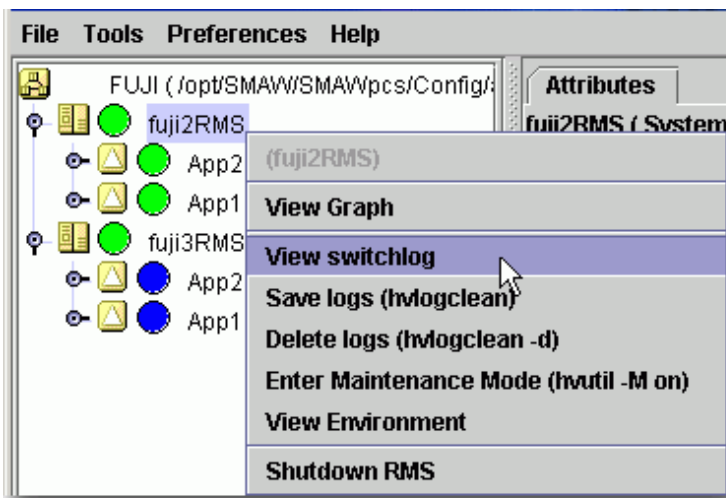 File Tools Preferences Help
FUJI ( /opt/SMAW/SMAWpcs/Config/
Attributes
fuji2RMS
fuji2RMS ( System
App2
(fuji2RMS)
App1
View Graph
fuji3RMS
View switchlog
App2
Save logs (hvlogclean)
App1
Delete logs (hvlogclean -d)
Enter Maintenance Mode (hvutil -M on)
View Environment
Shutdown RMS